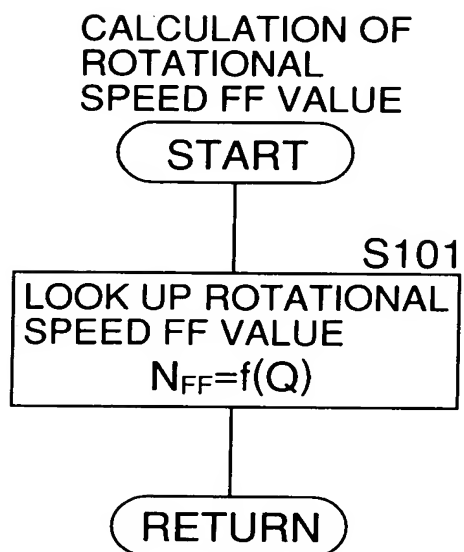 CALCULATION OF
ROTATIONAL
SPEED FF VALUE
START
S101
LOOK UP ROTATIONAL
SPEED FF VALUE
NFF=f(Q)
RETURN